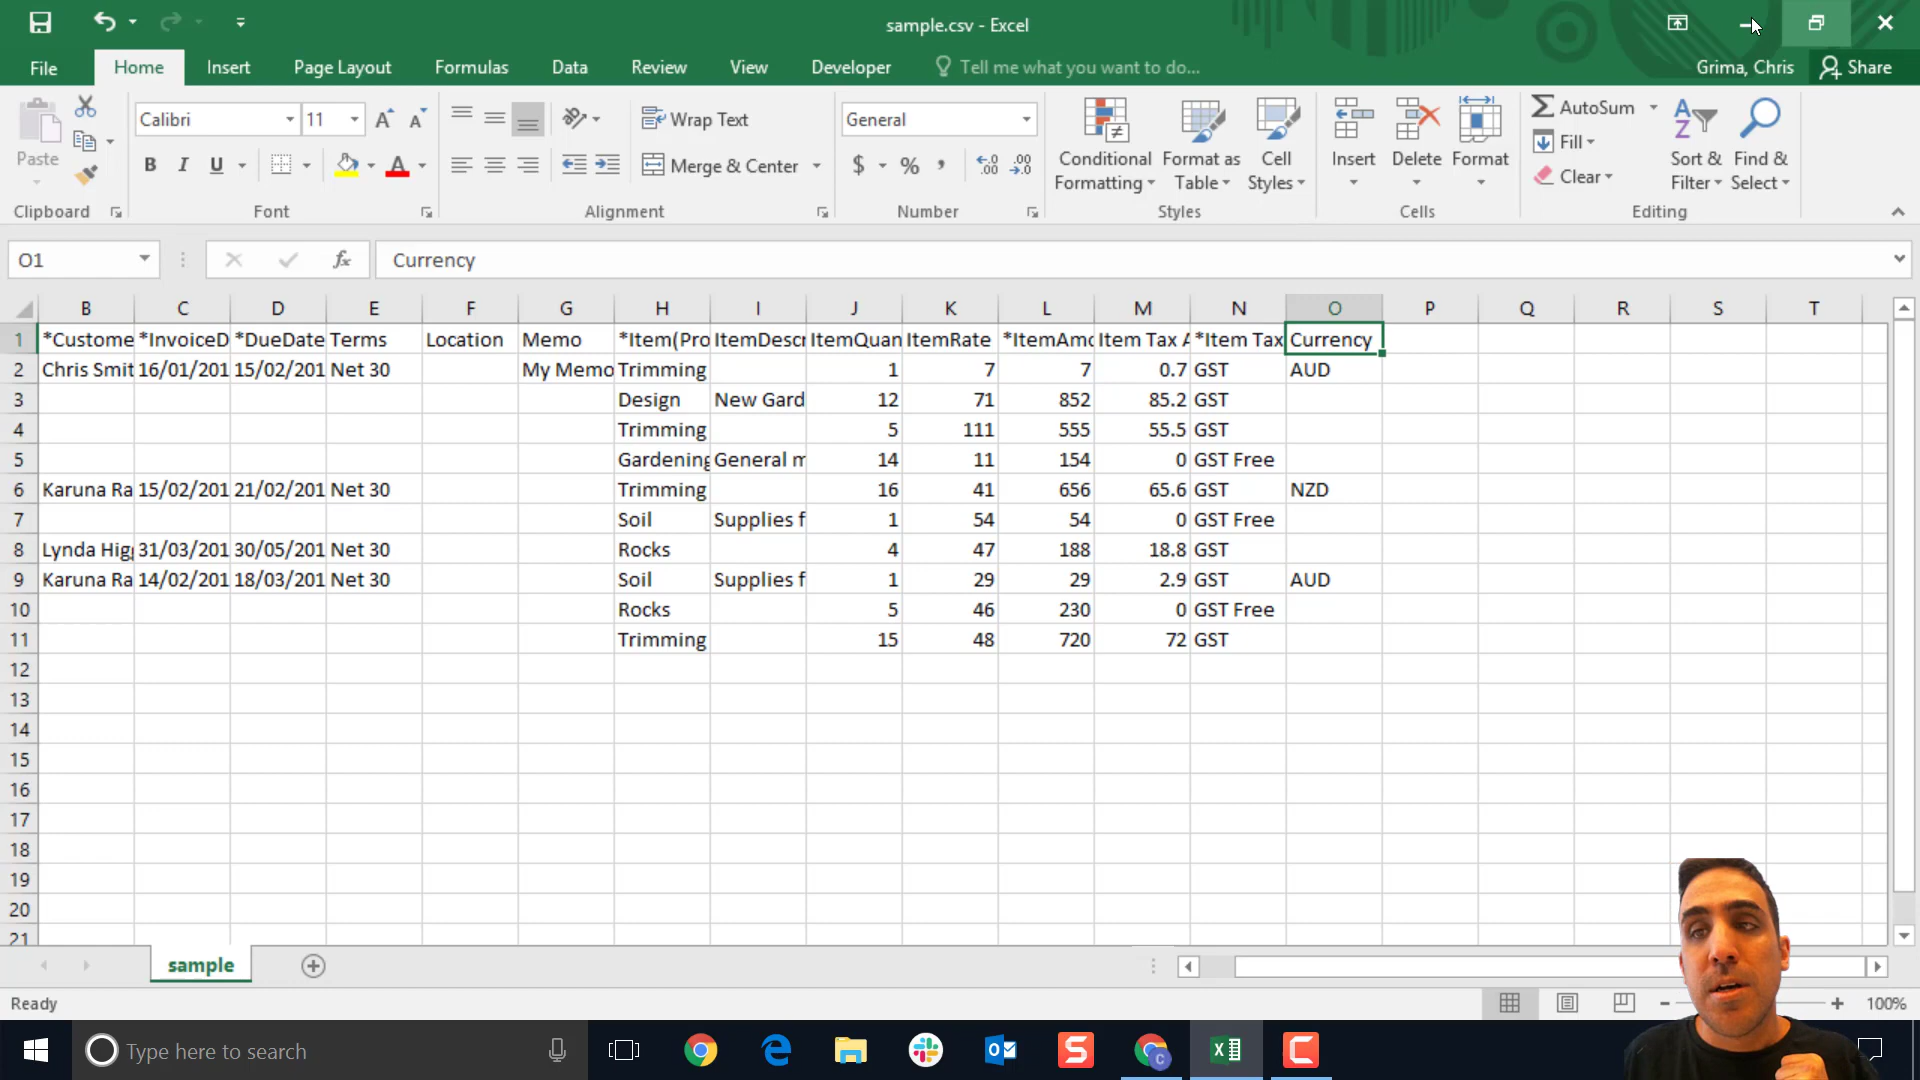 sample.csv - Excel
File Home Insert Page Layout Formulas Data Review View Developer Tell me what you want to do... Grima, Chris Share
Calibri 11 Wrap Text General AutoSum
Paste B I U Merge & Center $ % , Conditional Formatting Format as Table Cell Styles Insert Delete Format Fill Clear Sort & Filter Find & Select
Clipboard Font Alignment Number Styles Cells Editing
O1 fx Currency
B C D E F G H I J K L M N O P Q R S T
1 *Custome *InvoiceD *DueDate Terms Location Memo *Item(Pro ItemDescr ItemQuan ItemRate *ItemAmo Item Tax A *Item Tax Currency
2 Chris Smit 16/01/201 15/02/201 Net 30 My Memo Trimming 1 7 7 0.7 GST AUD
3 Design New Gard 12 71 852 85.2 GST
4 Trimming 5 111 555 55.5 GST
5 Gardening General m 14 11 154 0 GST Free
6 Karuna Ra 15/02/201 21/02/201 Net 30 Trimming 16 41 656 65.6 GST NZD
7 Soil Supplies f 1 54 54 0 GST Free
8 Lynda Hig 31/03/201 30/05/201 Net 30 Rocks 4 47 188 18.8 GST
9 Karuna Ra 14/02/201 18/03/201 Net 30 Soil Supplies f 1 29 29 2.9 GST AUD
10 Rocks 5 46 230 0 GST Free
11 Trimming 15 48 720 72 GST
12
13
14
15
16
17
18
19
20
21
sample
Ready 100%
Type here to search